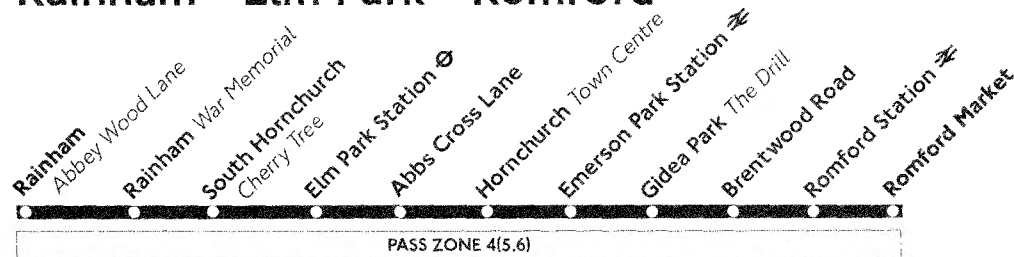 Rainham - Elm Park - Romford
Rainham
Abbey Wood Lane
Rainham War Memorial
South Hornchurch
Cherry Tree
Elm Park Station
Abbs Cross Lane
Hornchurch Town Centre
Emerson Park Station
Gidea Park The Drill
Brentwood Road
Romford Station
Romford Market
PASS ZONE 4(5,6)